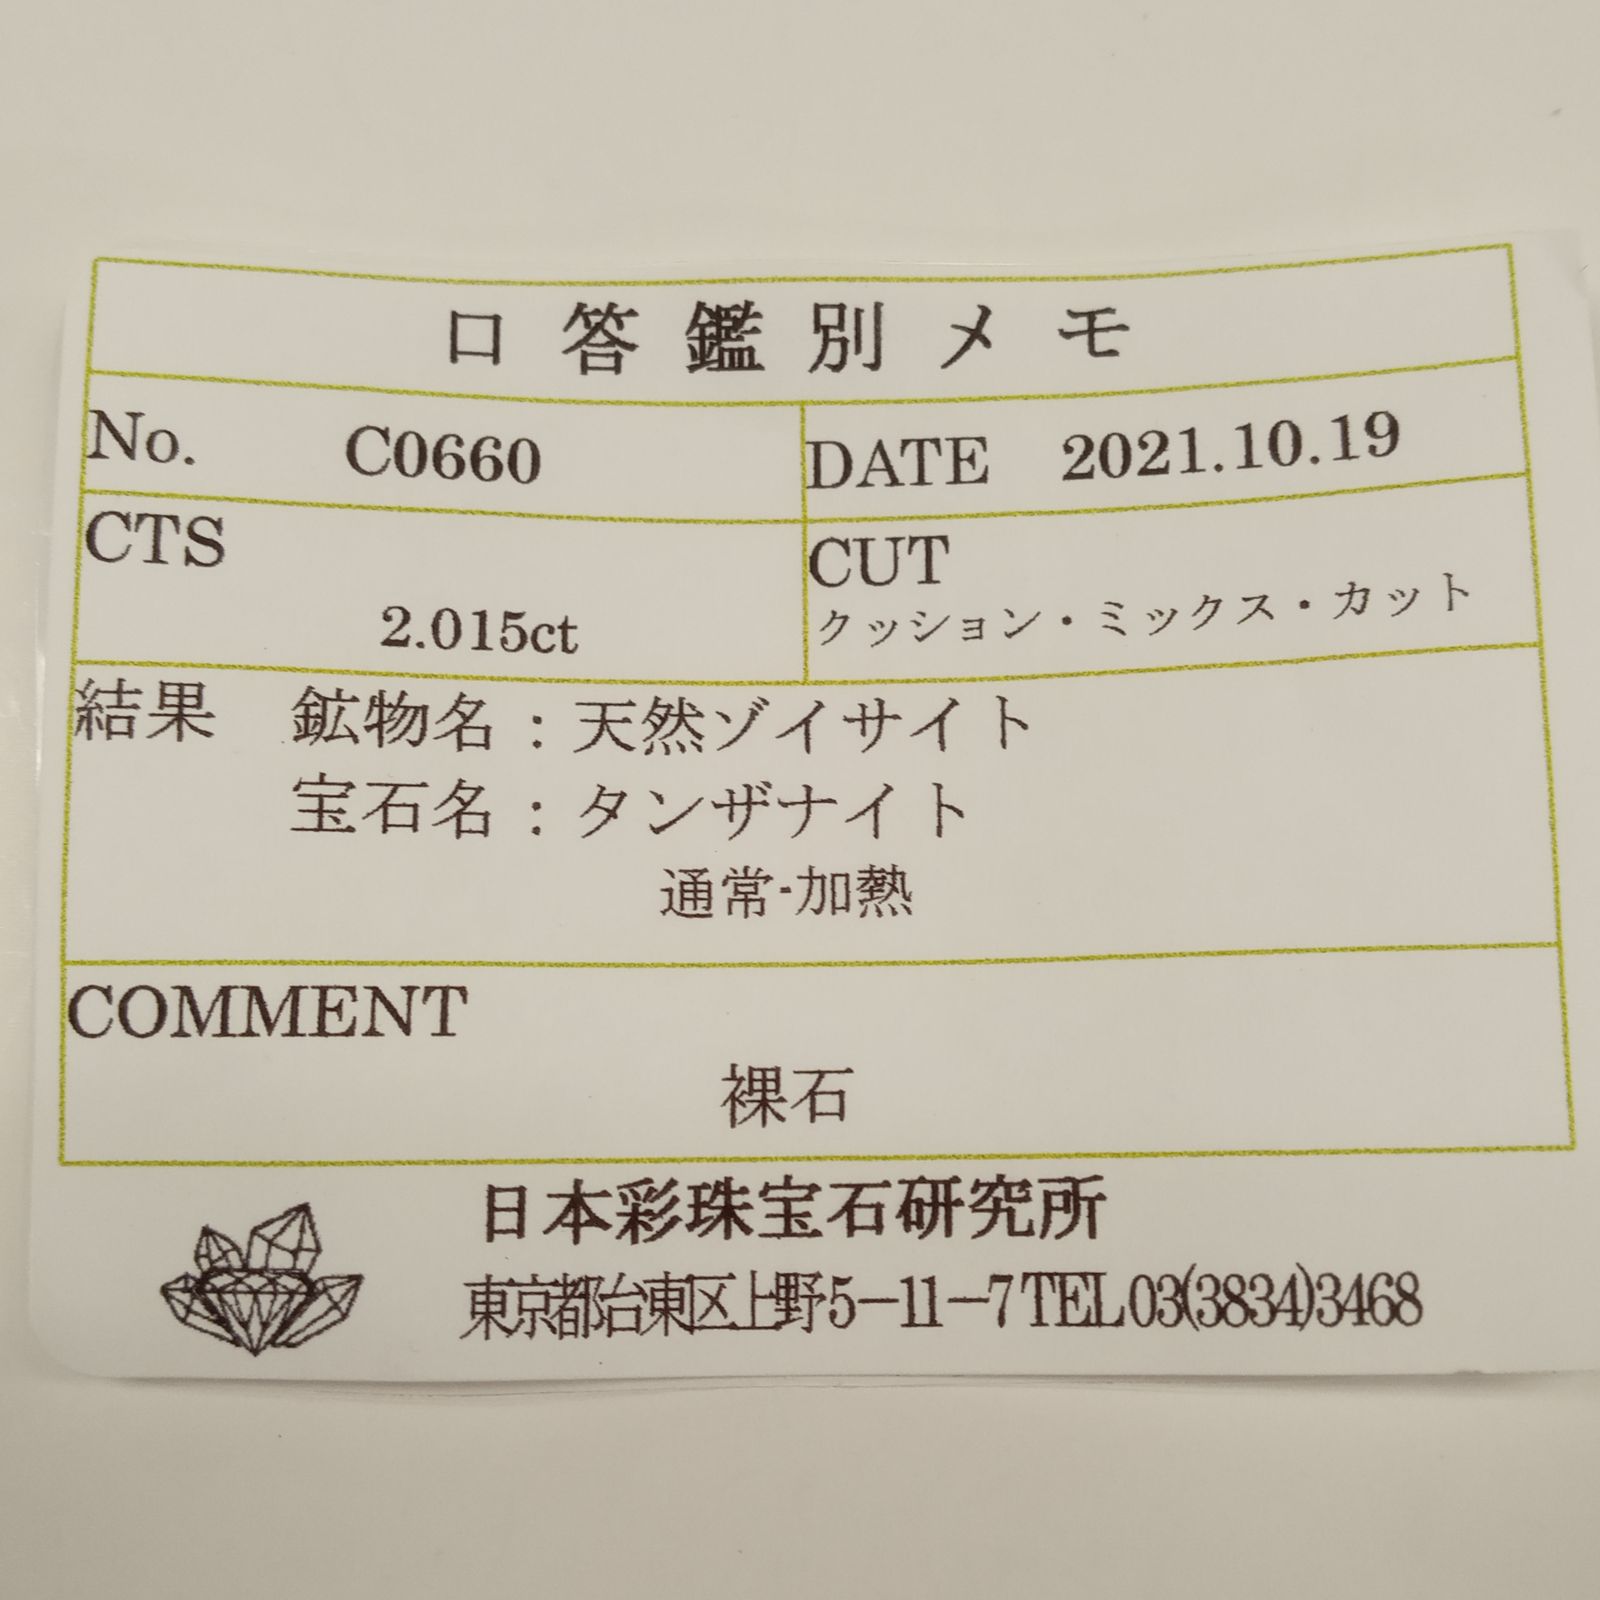 口答鑑別メモ
No. C0660
DATE 2021.10.19
CTS
2.015ct
CUT
クッション・ミックス・カット
結果 鉱物名：天然ゾイサイト
宝石名：タンザナイト
通常-加熱
COMMENT
裸石
日本彩珠宝石研究所
東京都台東区上野5－11－7 TEL 03(3834)3468